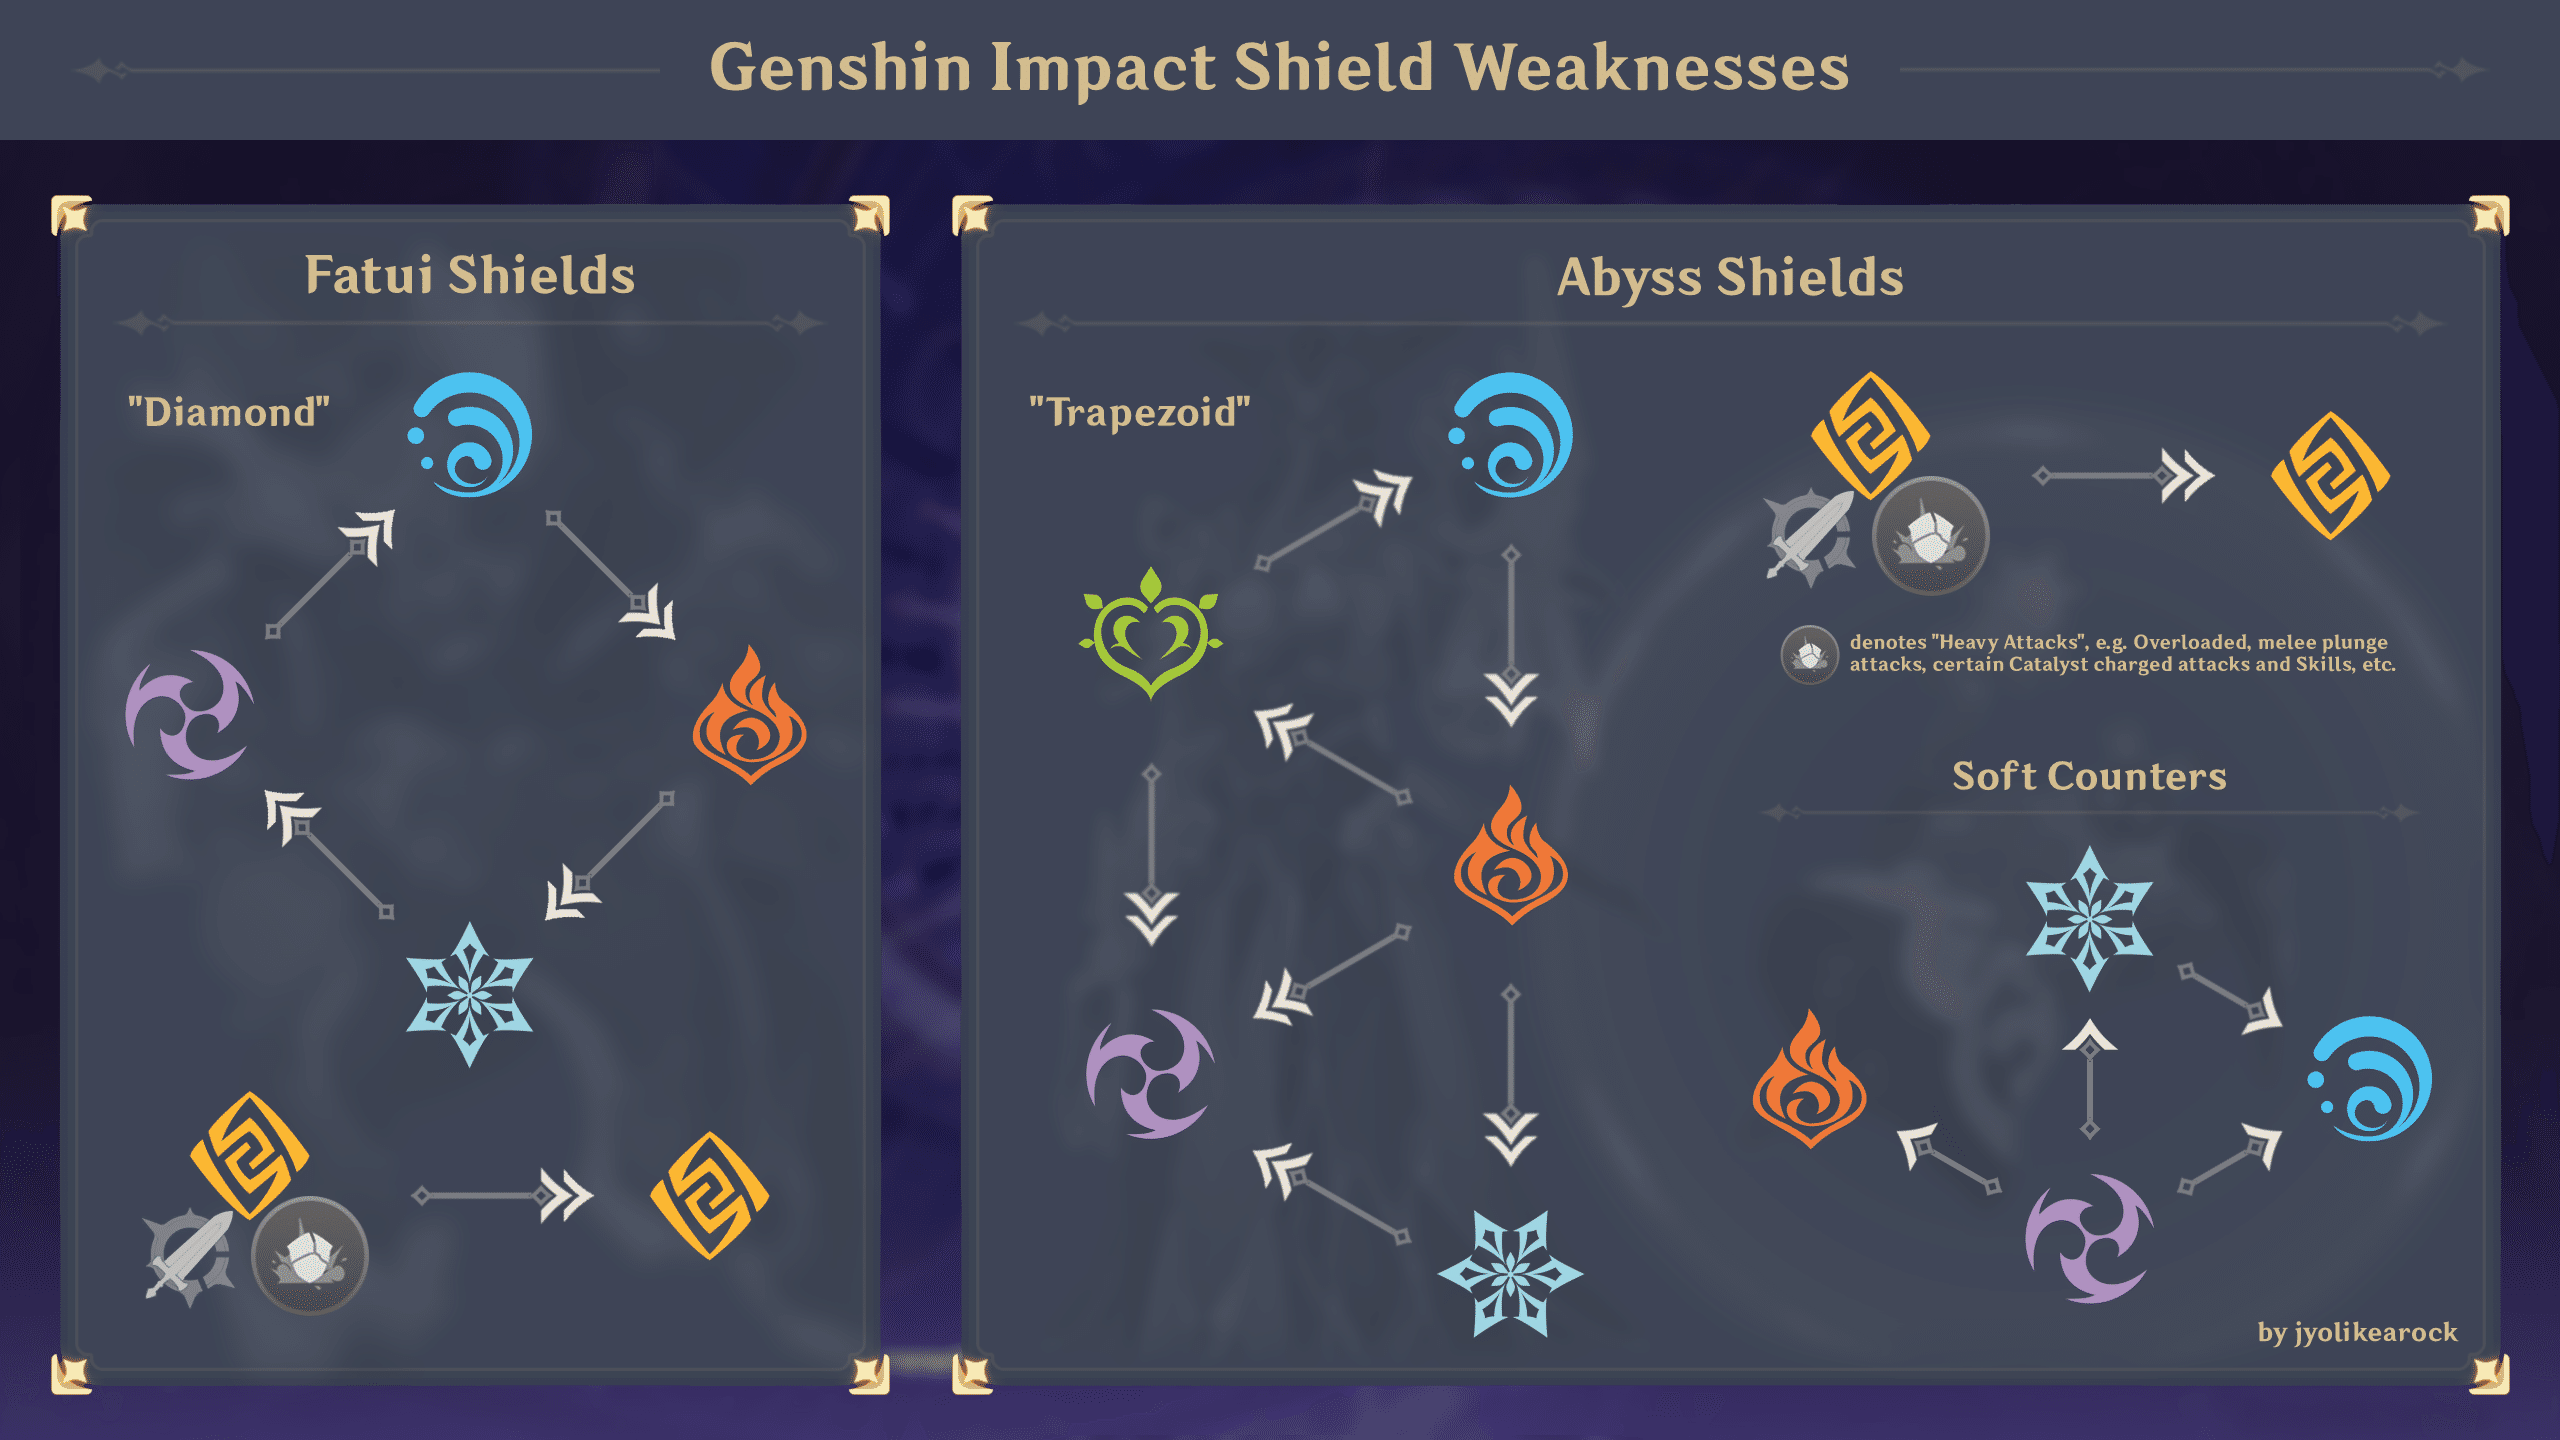 Genshin Impact Shield Weaknesses
Fatui Shields
"Diamond"
Abyss Shields
"Trapezoid"
denotes "Heavy Attacks", e.g. Overloaded, melee plunge
attacks, certain Catalyst charged attacks and Skills, etc.
Soft Counters
by jyolikearock